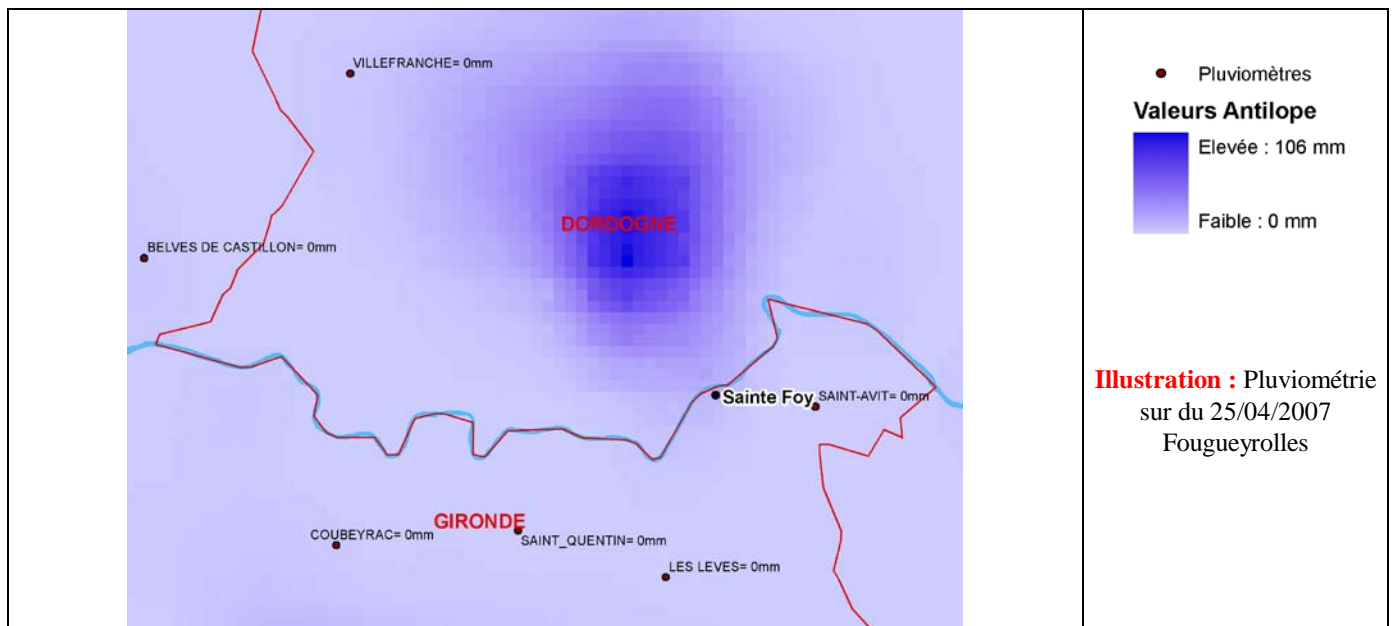 VILLEFRANCHE= 0mm
DORDOGNE
BELVES DE CASTILLON= 0mm
Sainte Foy
SAINT-AVIT= 0mm
GIRONDE
COUBEYRAC= 0mm
SAINT_QUENTIN= 0mm
LES LEVES= 0mm
Pluviomètres
Valeurs Antilope
Elevée : 106 mm
Faible : 0 mm
Illustration : Pluviométrie
sur du 25/04/2007
Fougueyrolles